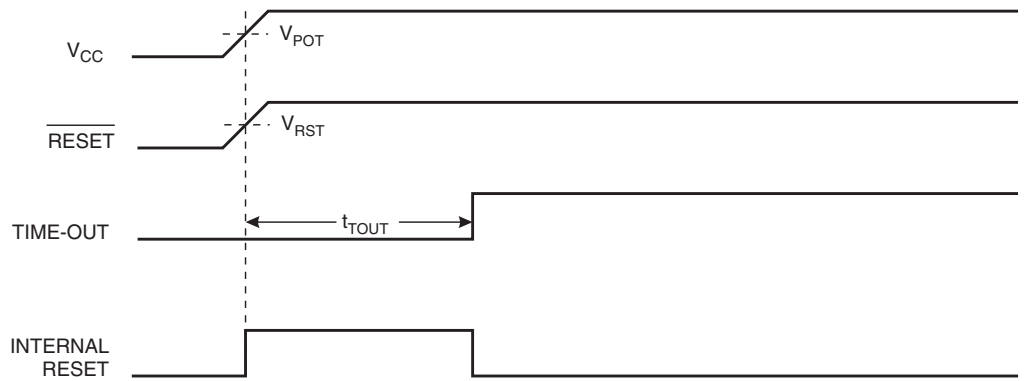 V_CC
V_POT
RESET
V_RST
TIME-OUT
t_TOUT
INTERNAL
RESET